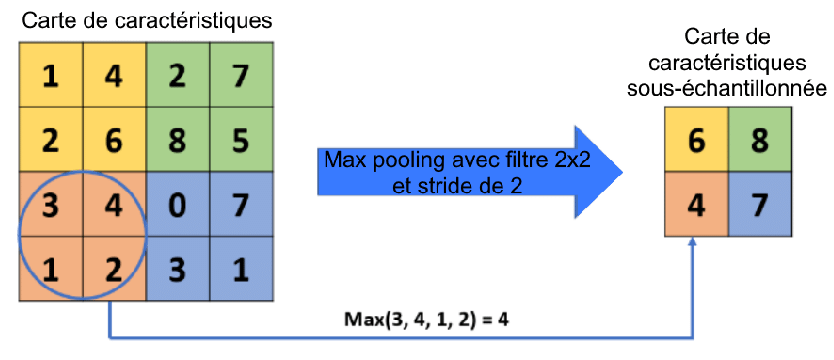 Carte de caractéristiques
1 4 2 7
2 6 8 5
3 4 0 7
1 2 3 1
Max pooling avec filtre 2x2
et stride de 2
Carte de
caractéristiques
sous-échantillonnée
6 8
4 7
Max(3, 4, 1, 2) = 4